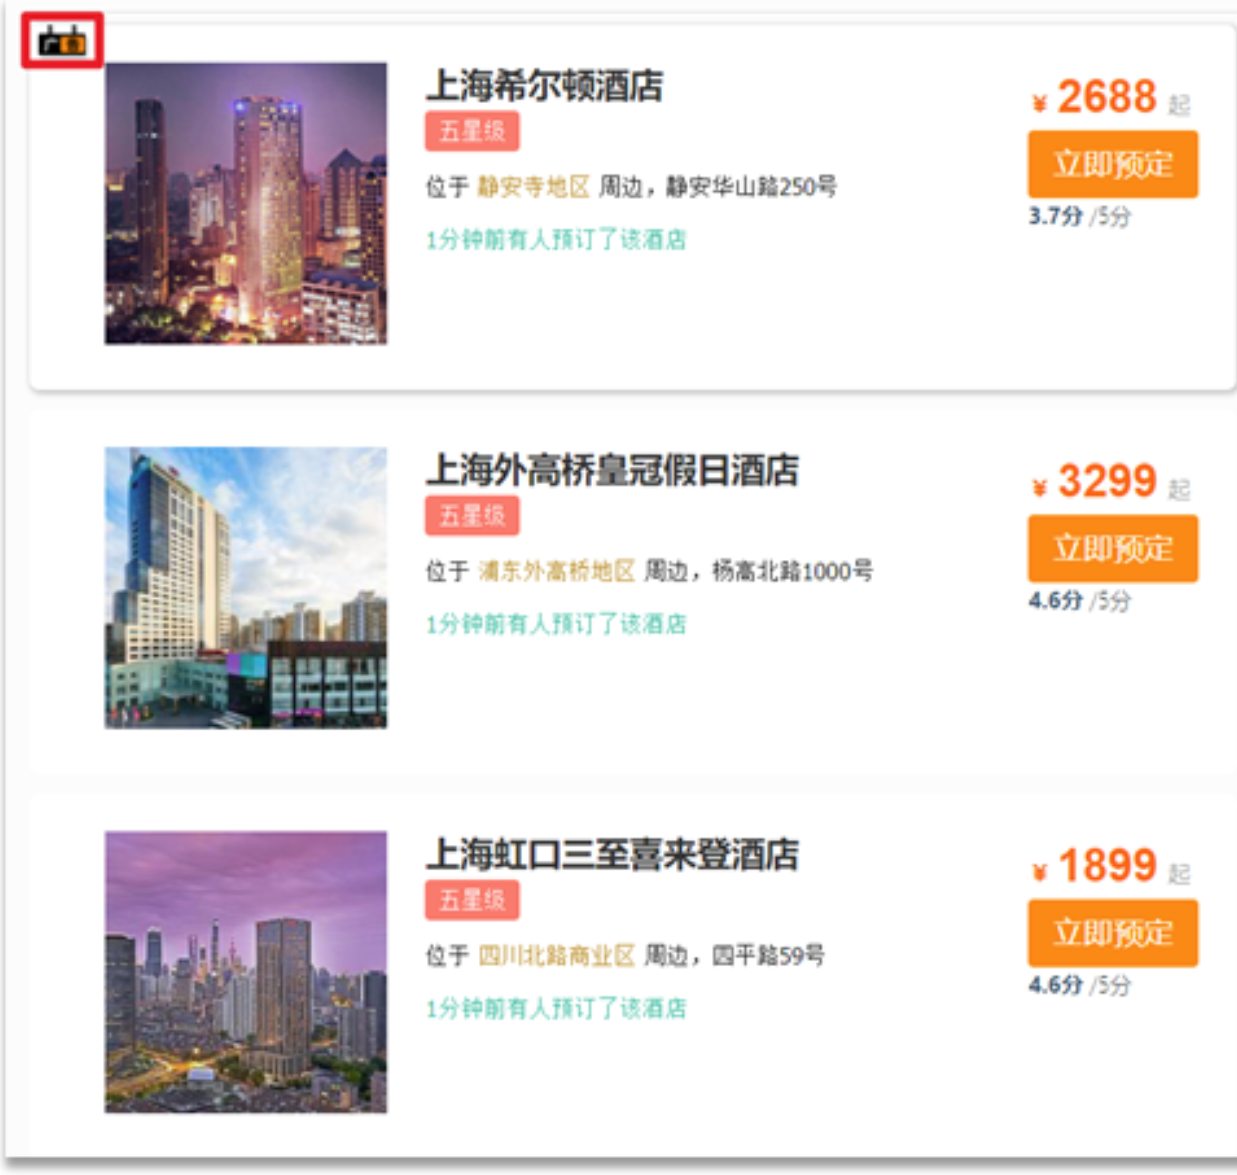 广告
上海希尔顿酒店
¥ 2688 起
五星级
立即预定
位于 静安寺地区 周边，静安华山路250号
3.7分 /5分
1分钟前有人预订了该酒店
上海外高桥皇冠假日酒店
¥ 3299 起
五星级
立即预定
位于 浦东外高桥地区 周边，杨高北路1000号
4.6分 /5分
1分钟前有人预订了该酒店
上海虹口三至喜来登酒店
¥ 1899 起
五星级
立即预定
位于 四川北路商业区 周边，四平路59号
4.6分 /5分
1分钟前有人预订了该酒店